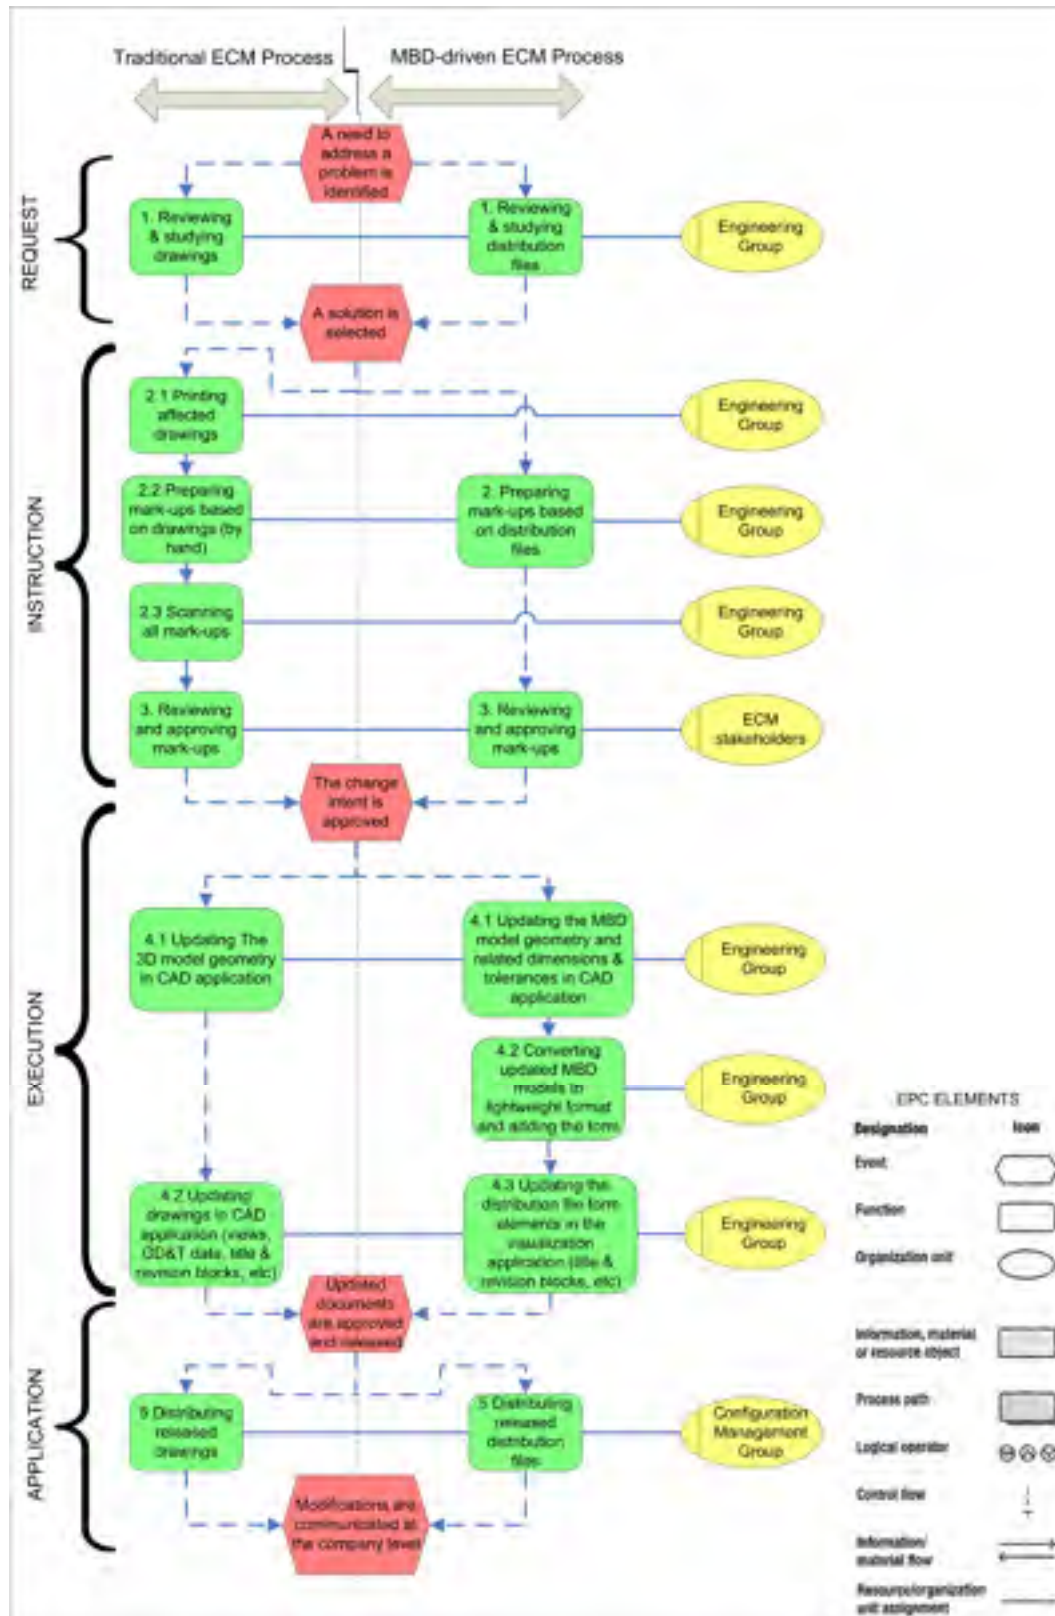 Traditional ECM Process
MBD-driven ECM Process
A need to
address a
problem is
identified
REQUEST
1. Reviewing
& studying
drawings
1. Reviewing
& studying
distribution
files
Engineering
Group
A solution is
selected
INSTRUCTION
2.1 Printing
affected
drawings
Engineering
Group
2.2 Preparing
mark-ups based
on drawings (by
hand)
2. Preparing
mark-ups based
on distribution
files
Engineering
Group
2.3 Scanning
all mark-ups
Engineering
Group
3. Reviewing
and approving
mark-ups
3. Reviewing
and approving
mark-ups
ECM
stakeholders
The change
intent is
approved
EXECUTION
4.1 Updating The
3D model geometry
in CAD application
4.1 Updating the MBD
model geometry and
related dimensions &
tolerances in CAD
application
Engineering
Group
4.2 Converting
updated MBD
models to
lightweight format
and adding the form
Engineering
Group
4.2 Updating
drawings in CAD
application (views,
GD&T data, title &
revision blocks, etc)
4.3 Updating the
distribution file form
elements in the
visualization
application (title &
revision blocks, etc)
Engineering
Group
Updated
documents
are approved
and released
APPLICATION
5 Distributing
released
drawings
5 Distributing
released
distribution
files
Configuration
Management
Group
Modifications are
communicated at
the company level
EPC ELEMENTS
Designation Icon
Event
Function
Organization unit
Information, material
or resource object
Process path
Logical operator
Control flow
Information/
material flow
Resource/organization
unit assignment